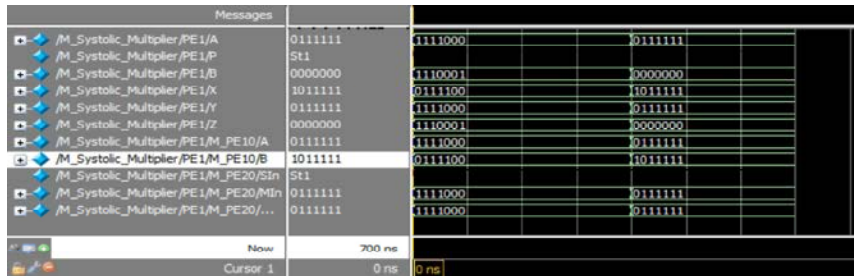 Messages
/M_Systolic_Multiplier/PE1/A 0111111 1111000 0111111
/M_Systolic_Multiplier/PE1/P St1
/M_Systolic_Multiplier/PE1/B 0000000 1110001 0000000
/M_Systolic_Multiplier/PE1/X 1011111 0111100 1011111
/M_Systolic_Multiplier/PE1/Y 0111111 1111000 0111111
/M_Systolic_Multiplier/PE1/Z 0000000 1110001 0000000
/M_Systolic_Multiplier/PE1/M_PE10/A 0111111 1111000 0111111
/M_Systolic_Multiplier/PE1/M_PE10/B 1011111 0111100 1011111
/M_Systolic_Multiplier/PE1/M_PE20/SIn St1
/M_Systolic_Multiplier/PE1/M_PE20/MIn 0111111 1111000 0111111
/M_Systolic_Multiplier/PE1/M_PE20/... 0111111 1111000 0111111
Now 700 ns
Cursor 1 0 ns 0 ns